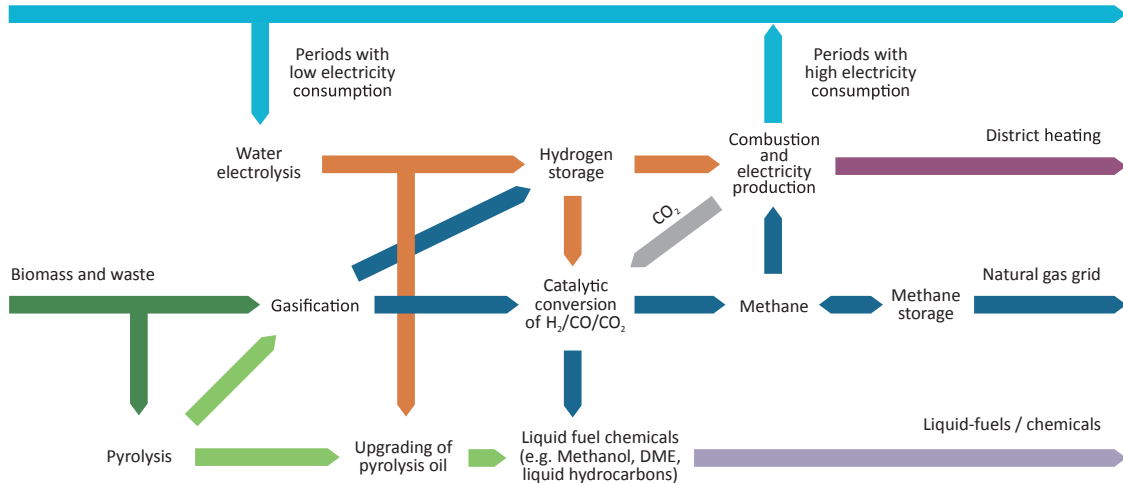 Periods with
low electricity
consumption
Periods with
high electricity
consumption
Water
electrolysis
Hydrogen
storage
Combustion
and
electricity
production
District heating
CO₂
Biomass and waste
Gasification
Catalytic
conversion
of H₂/CO/CO₂
Methane
Methane
storage
Natural gas grid
Pyrolysis
Upgrading of
pyrolysis oil
Liquid fuel chemicals
(e.g. Methanol, DME,
liquid hydrocarbons)
Liquid-fuels / chemicals